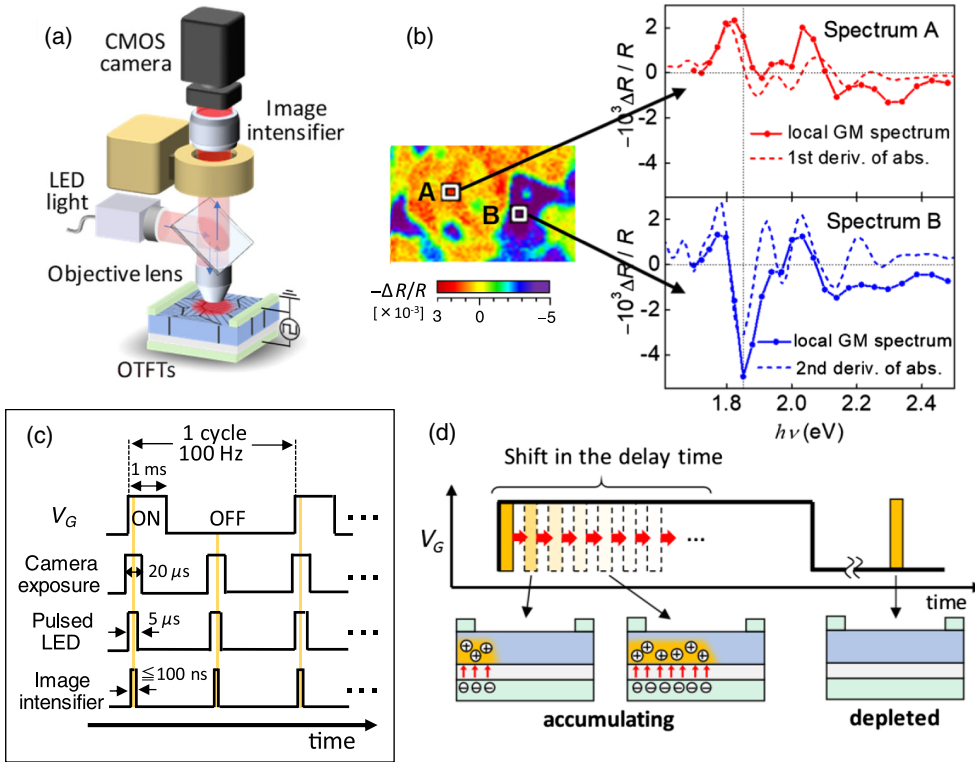 (a)
CMOS
camera
Image
intensifier
LED
light
Objective lens
OTFTs
(b)
A
B
−ΔR/R
[×10⁻³]
3
0
−5
Spectrum A
−10³ΔR / R
2
0
−2
−4
local GM spectrum
1st deriv. of abs.
Spectrum B
−10³ΔR / R
2
0
−2
−4
local GM spectrum
2nd deriv. of abs.
1.8
2.0
2.2
2.4
hν (eV)
(c)
1 cycle
100 Hz
1 ms
V_G
ON
OFF
...
Camera
exposure
20 μs
...
Pulsed
LED
5 μs
...
Image
intensifier
≦100 ns
...
time
(d)
Shift in the delay time
V_G
...
time
+ + +
− − −
+ + + + + +
− − − − − −
accumulating
depleted